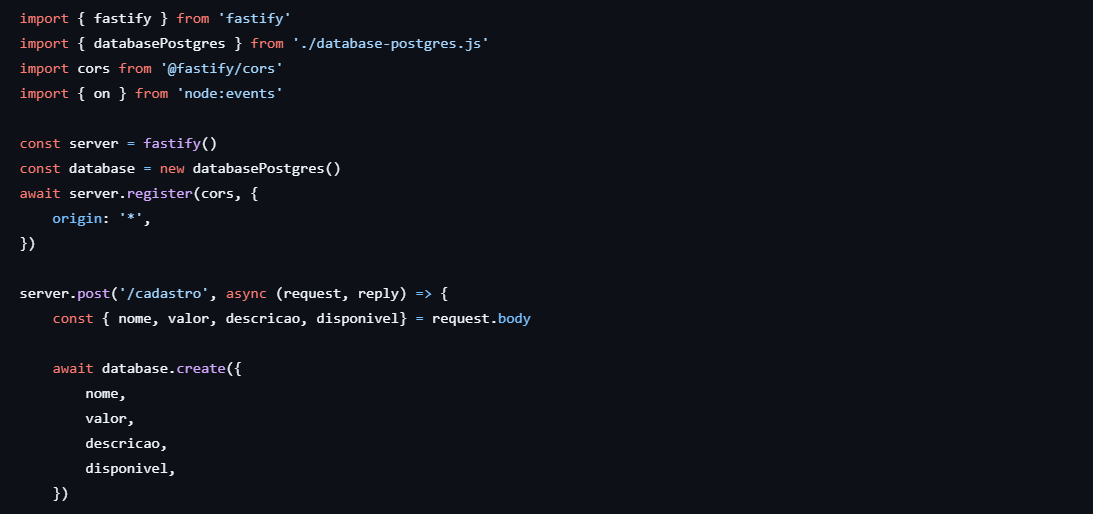 import { fastify } from 'fastify'
import { databasePostgres } from './database-postgres.js'
import cors from '@fastify/cors'
import { on } from 'node:events'

const server = fastify()
const database = new databasePostgres()
await server.register(cors, {
    origin: '*',
})

server.post('/cadastro', async (request, reply) => {
    const { nome, valor, descricao, disponivel} = request.body

    await database.create({
        nome,
        valor,
        descricao,
        disponivel,
    })